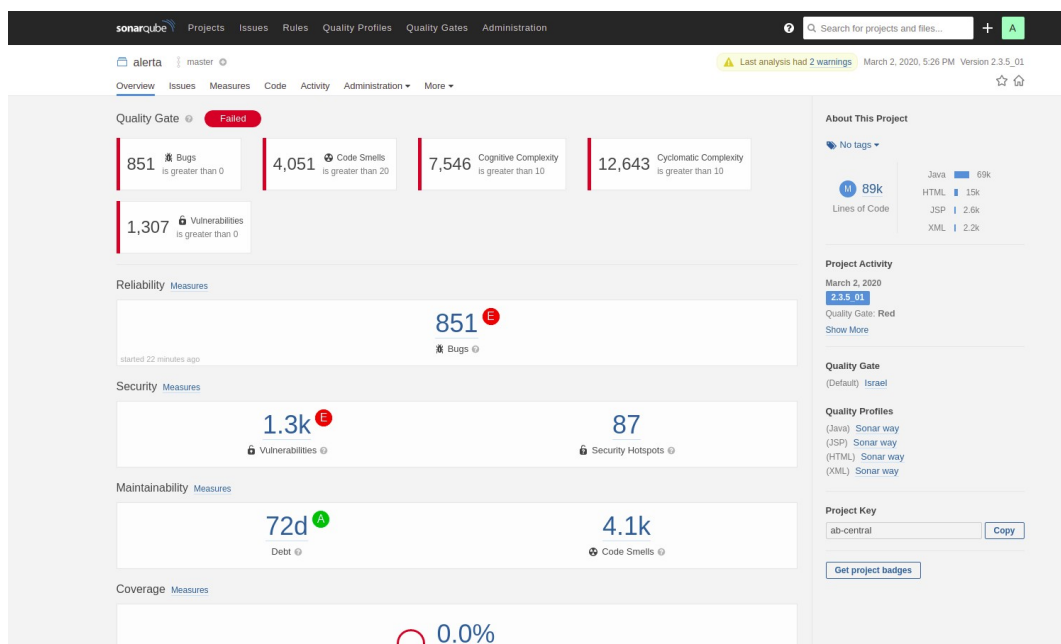 sonarqube Projects Issues Rules Quality Profiles Quality Gates Administration ? Search for projects and files... + A
alerta master Last analysis had 2 warnings March 2, 2020, 5:26 PM Version 2.3.5_01
Overview Issues Measures Code Activity Administration More
Quality Gate ? Failed
851 Bugs is greater than 0
4,051 Code Smells is greater than 20
7,546 Cognitive Complexity is greater than 10
12,643 Cyclomatic Complexity is greater than 10
1,307 Vulnerabilities is greater than 0
Reliability Measures
851 E
Bugs ?
started 22 minutes ago
Security Measures
1.3k E
Vulnerabilities ?
87
Security Hotspots ?
Maintainability Measures
72d A
Debt ?
4.1k
Code Smells ?
Coverage Measures
0.0%
About This Project
No tags
M 89k
Lines of Code
Java 69k
HTML 15k
JSP 2.6k
XML 2.2k
Project Activity
March 2, 2020
2.3.5_01
Quality Gate: Red
Show More
Quality Gate
(Default) Israel
Quality Profiles
(Java) Sonar way
(JSP) Sonar way
(HTML) Sonar way
(XML) Sonar way
Project Key
ab-central Copy
Get project badges